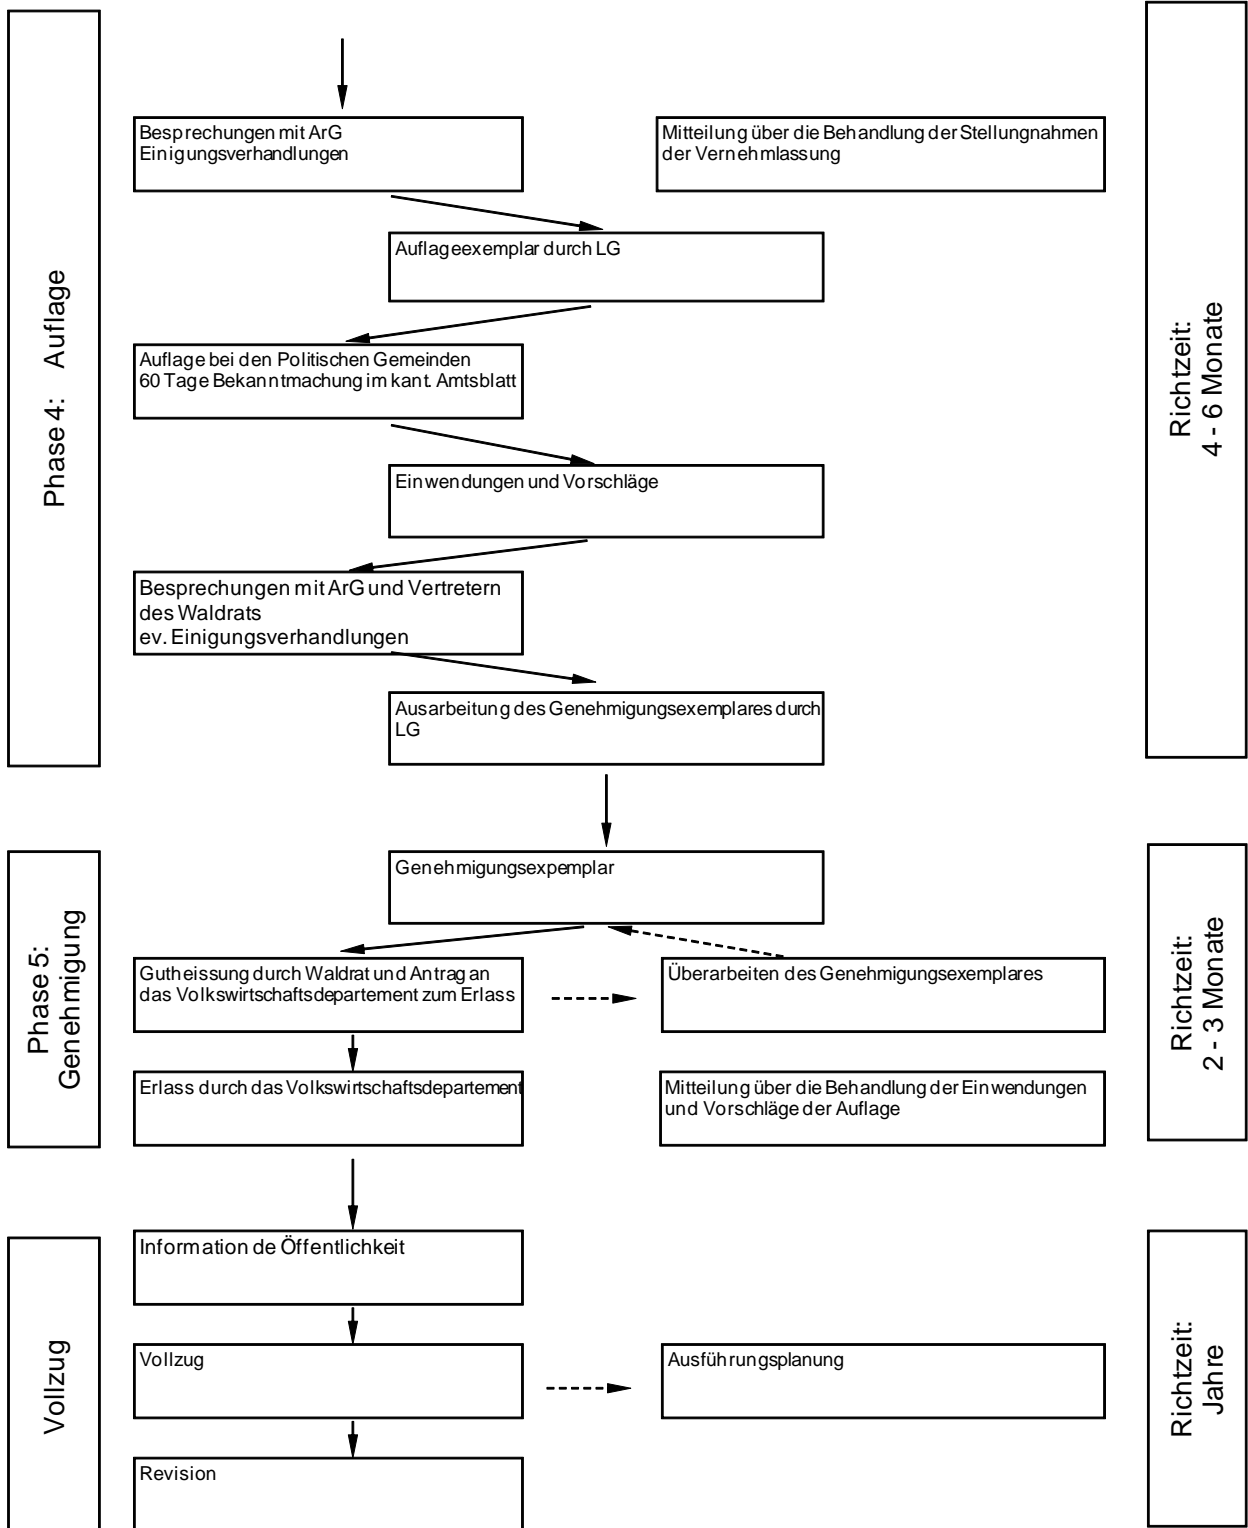 Phase 4: Auflage
Besprechungen mit ArG
Einigungsverhandlungen
Mitteilung über die Behandlung der Stellungnahmen
der Vernehmlassung
Auflageexemplar durch LG
Auflage bei den Politischen Gemeinden
60 Tage Bekanntmachung im kant. Amtsblatt
Einwendungen und Vorschläge
Besprechungen mit ArG und Vertretern
des Waldrats
ev. Einigungsverhandlungen
Ausarbeitung des Genehmigungsexemplares durch
LG
Richtzeit:
4 - 6 Monate
Phase 5:
Genehmigung
Genehmigungsexpemplar
Gutheissung durch Waldrat und Antrag an
das Volkswirtschaftsdepartement zum Erlass
Überarbeiten des Genehmigungsexemplares
Erlass durch das Volkswirtschaftsdepartement
Mitteilung über die Behandlung der Einwendungen
und Vorschläge der Auflage
Richtzeit:
2 - 3 Monate
Vollzug
Information de Öffentlichkeit
Vollzug
Ausführungsplanung
Revision
Richtzeit:
Jahre